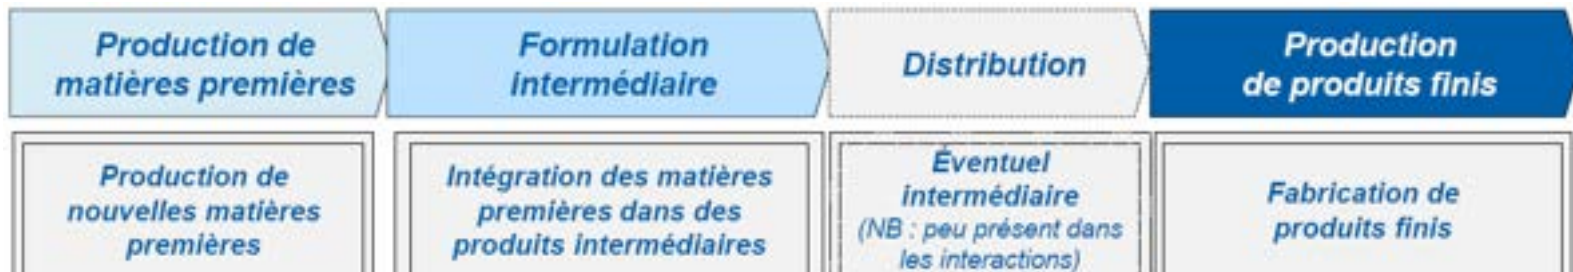 Production de
matières premières
Formulation
intermédiaire
Distribution
Production
de produits finis
Production de
nouvelles matières
premières
Intégration des matières
premières dans des
produits intermédiaires
Éventuel
intermédiaire
(NB : peu présent dans
les interactions)
Fabrication de
produits finis